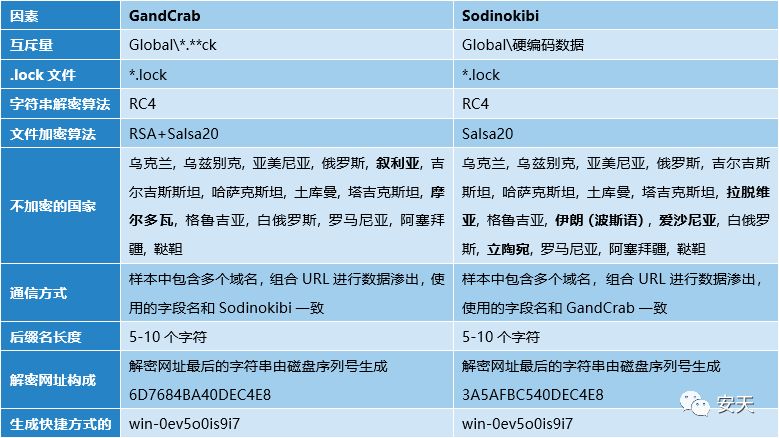 因素 GandCrab Sodinokibi
互斥量 Global\*.**ck Global\硬编码数据
.lock 文件 *.lock *.lock
字符串解密算法 RC4 RC4
文件加密算法 RSA+Salsa20 Salsa20
不加密的国家
乌克兰, 乌兹别克, 亚美尼亚, 俄罗斯, 叙利亚, 吉
尔吉斯斯坦, 哈萨克斯坦, 土库曼, 塔吉克斯坦, 摩
尔多瓦, 格鲁吉亚, 白俄罗斯, 罗马尼亚, 阿塞拜
疆, 鞑靼
乌克兰, 乌兹别克, 亚美尼亚, 俄罗斯, 吉尔吉斯
斯坦, 哈萨克斯坦, 土库曼, 塔吉克斯坦, 拉脱维
亚, 格鲁吉亚, 伊朗 (波斯语) , 爱沙尼亚, 白俄罗
斯, 立陶宛, 罗马尼亚, 阿塞拜疆, 鞑靼
通信方式
样本中包含多个域名，组合 URL 进行数据渗出，使
用的字段名和 Sodinokibi 一致
样本中包含多个域名，组合 URL 进行数据渗出，
使用的字段名和 GandCrab 一致
后缀名长度 5-10 个字符 5-10 个字符
解密网址构成
解密网址最后的字符串由磁盘序列号生成
6D7684BA40DEC4E8
解密网址最后的字符串由磁盘序列号生成
3A5AFBC540DEC4E8
生成快捷方式的 win-0ev5o0is9i7 win-0ev5o0is9i7
安天